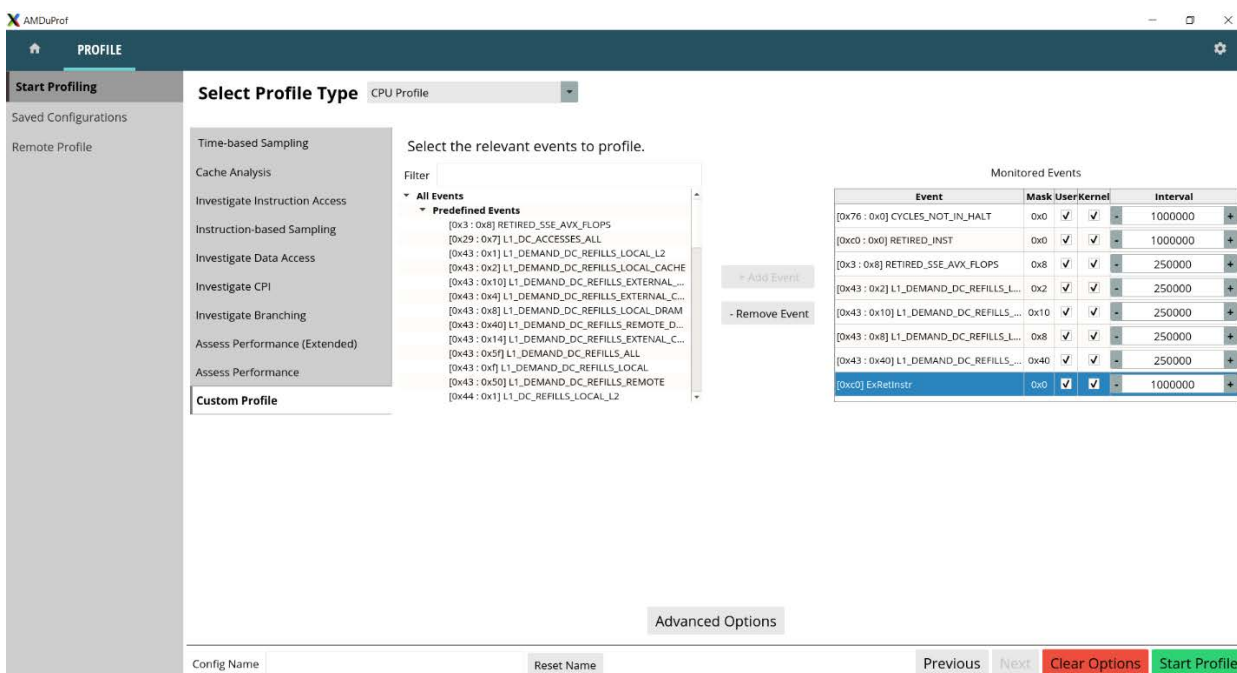 AMDuProf
PROFILE
Start Profiling
Saved Configurations
Remote Profile
Select Profile Type CPU Profile
Time-based Sampling
Cache Analysis
Investigate Instruction Access
Instruction-based Sampling
Investigate Data Access
Investigate CPI
Investigate Branching
Assess Performance (Extended)
Assess Performance
Custom Profile
Select the relevant events to profile.
Filter
All Events
Predefined Events
[0x3 : 0x8] RETIRED_SSE_AVX_FLOPS
[0x29 : 0x7] L1_DC_ACCESSES_ALL
[0x43 : 0x1] L1_DEMAND_DC_REFILLS_LOCAL_L2
[0x43 : 0x2] L1_DEMAND_DC_REFILLS_LOCAL_CACHE
[0x43 : 0x10] L1_DEMAND_DC_REFILLS_EXTERNAL_...
[0x43 : 0x4] L1_DEMAND_DC_REFILLS_EXTERNAL_C...
[0x43 : 0x8] L1_DEMAND_DC_REFILLS_LOCAL_DRAM
[0x43 : 0x40] L1_DEMAND_DC_REFILLS_REMOTE_D...
[0x43 : 0x14] L1_DEMAND_DC_REFILLS_EXTENAL_C...
[0x43 : 0x5f] L1_DEMAND_DC_REFILLS_ALL
[0x43 : 0xf] L1_DEMAND_DC_REFILLS_LOCAL
[0x43 : 0x50] L1_DEMAND_DC_REFILLS_REMOTE
[0x44 : 0x1] L1_DC_REFILLS_LOCAL_L2
+ Add Event
- Remove Event
Monitored Events
Event Mask User Kernel Interval
[0x76 : 0x0] CYCLES_NOT_IN_HALT 0x0 - 1000000 +
[0xc0 : 0x0] RETIRED_INST 0x0 - 1000000 +
[0x3 : 0x8] RETIRED_SSE_AVX_FLOPS 0x8 - 250000 +
[0x43 : 0x2] L1_DEMAND_DC_REFILLS_L... 0x2 - 250000 +
[0x43 : 0x10] L1_DEMAND_DC_REFILLS_... 0x10 - 250000 +
[0x43 : 0x8] L1_DEMAND_DC_REFILLS_L... 0x8 - 250000 +
[0x43 : 0x40] L1_DEMAND_DC_REFILLS_... 0x40 - 250000 +
[0xc0] ExRetInstr 0x0 - 1000000 +
Advanced Options
Config Name
Reset Name
Previous
Next
Clear Options
Start Profile